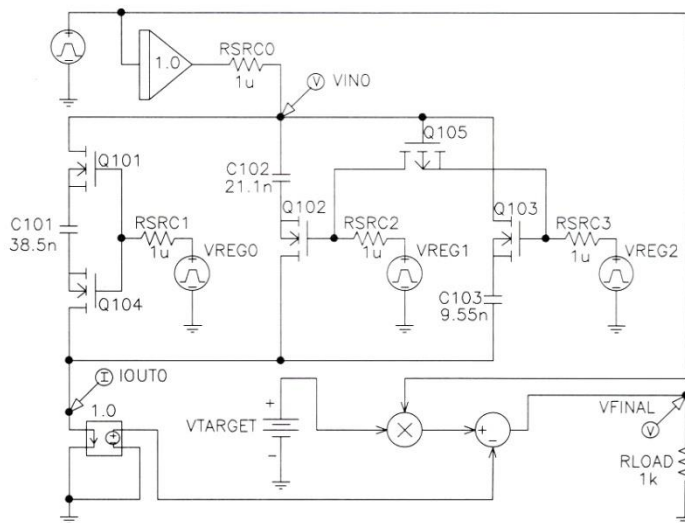 1.0
RSRC0
1u
V VIN0
Q105
Q101
C102
21.1n
C101
38.5n
Q102
Q103
RSRC1
1u
RSRC2
1u
RSRC3
1u
VREG0
VREG1
VREG2
Q104
C103
9.55n
I IOUT0
1.0
+
VTARGET
-
+
-
VFINAL
V
RLOAD
1k